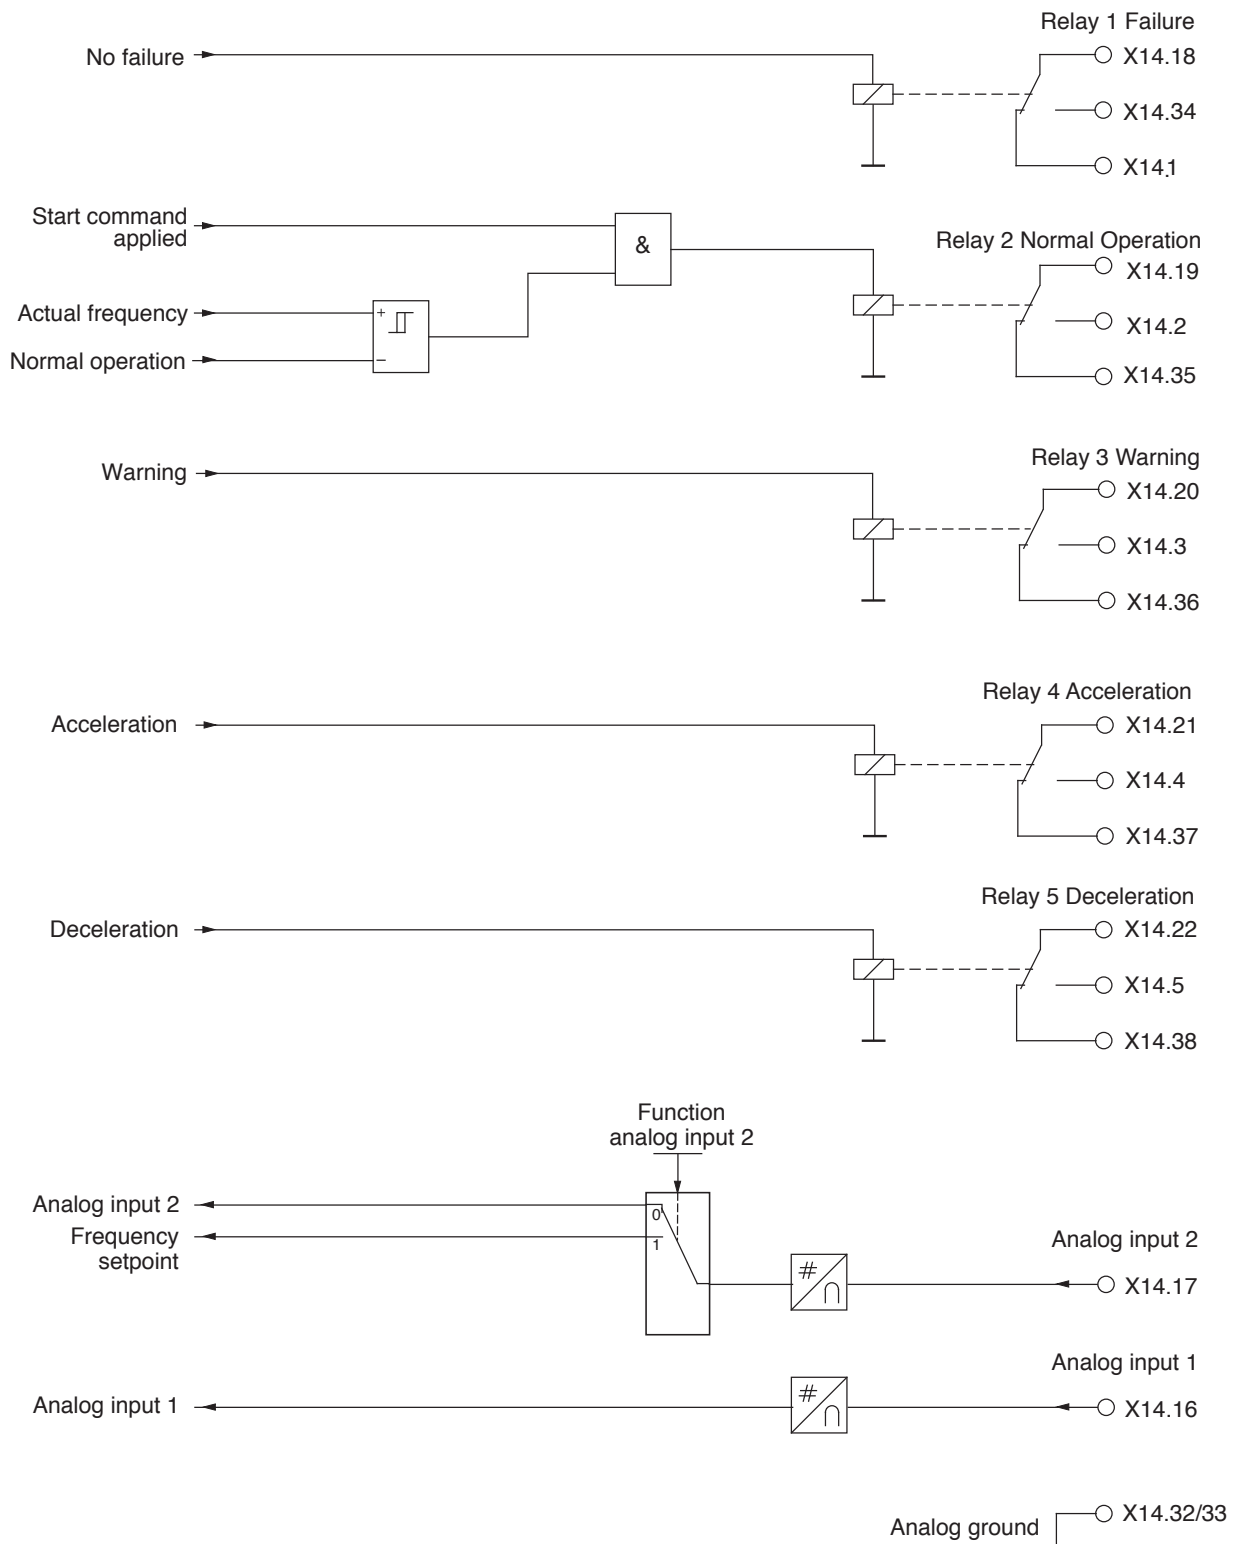 Relay 1 Failure
No failure
X14.18
X14.34
X14.1
Start command
applied
&
Relay 2 Normal Operation
X14.19
Actual frequency
+
X14.2
Normal operation
–
X14.35
Relay 3 Warning
Warning
X14.20
X14.3
X14.36
Relay 4 Acceleration
Acceleration
X14.21
X14.4
X14.37
Relay 5 Deceleration
Deceleration
X14.22
X14.5
X14.38
Function
analog input 2
Analog input 2
0
Frequency
setpoint
1
Analog input 2
#
∩
X14.17
Analog input 1
Analog input 1
#
∩
X14.16
Analog ground
X14.32/33